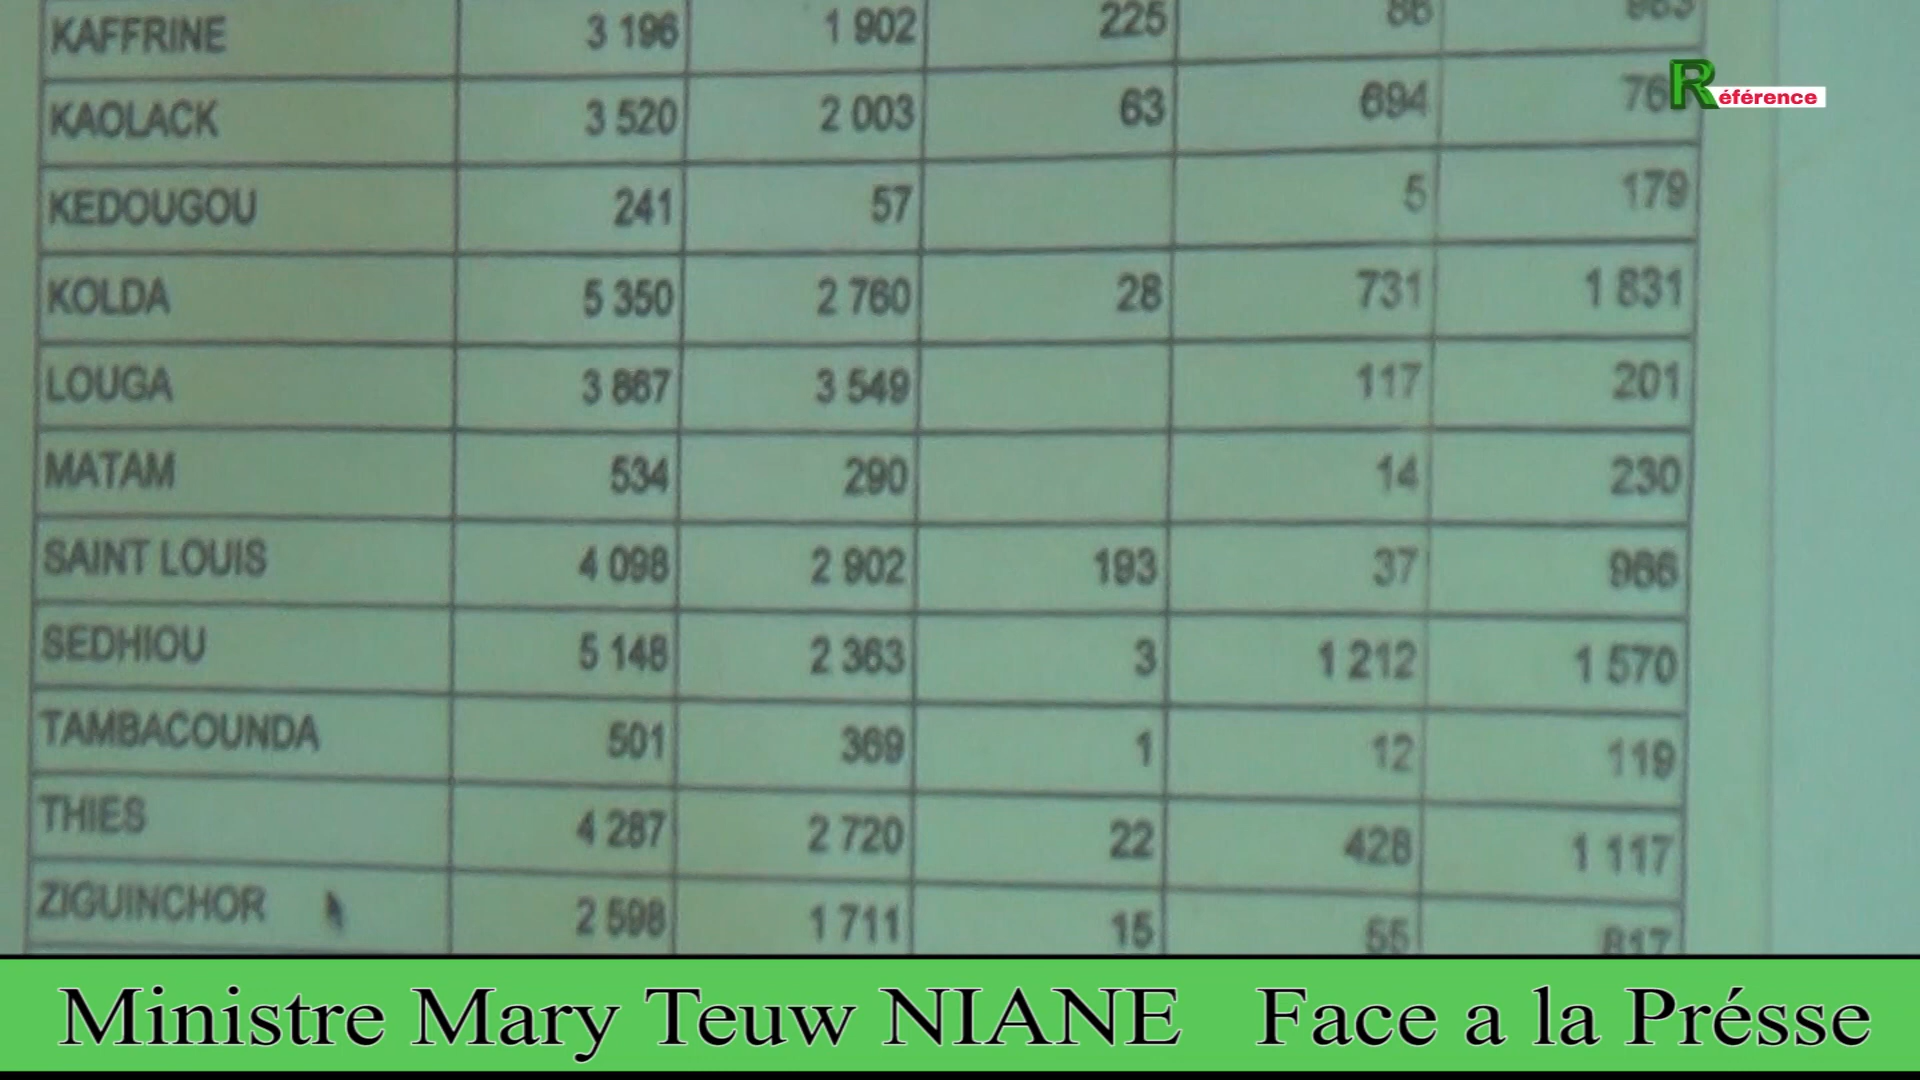 KAFFRINE 3 196 1 902 225 86 983
KAOLACK 3 520 2 003 63 694
Référence
KEDOUGOU 241 57 5 179
KOLDA 5 350 2 760 28 731 1 831
LOUGA 3 867 3 549 117 201
MATAM 534 290 14 230
SAINT LOUIS 4 098 2 902 193 37 966
SEDHIOU 5 148 2 363 3 1 212 1 570
TAMBACOUNDA 501 369 1 12 119
THIES 4 287 2 720 22 428 1 117
ZIGUINCHOR 2 598 1 711 15 55 817
Ministre Mary Teuw NIANE Face a la Présse